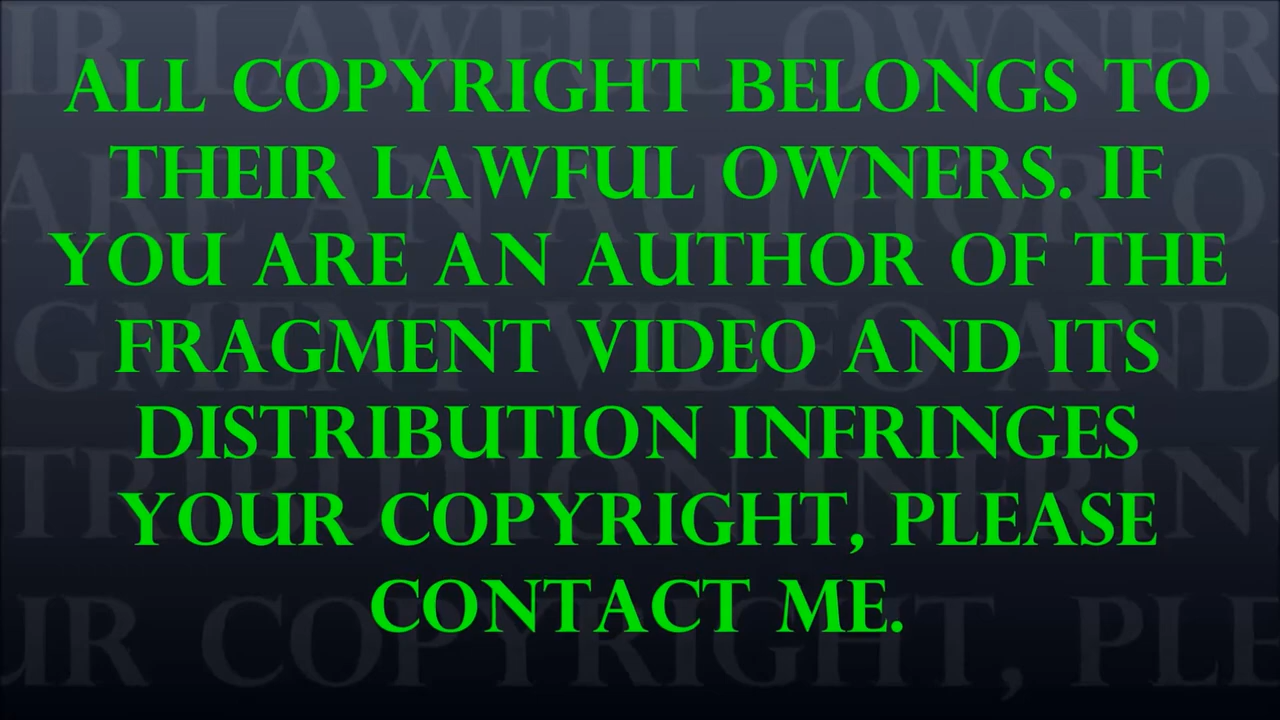 ALL COPYRIGHT BELONGS TO
THEIR LAWFUL OWNERS. IF
YOU ARE AN AUTHOR OF THE
FRAGMENT VIDEO AND ITS
DISTRIBUTION INFRINGES
YOUR COPYRIGHT, PLEASE
CONTACT ME.